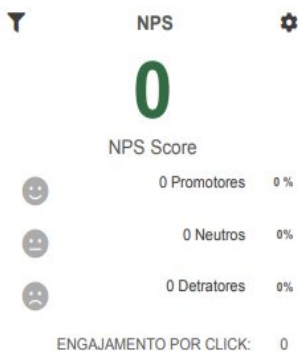 NPS
0
NPS Score
0 Promotores 0 %
0 Neutros 0%
0 Detratores 0%
ENGAJAMENTO POR CLICK: 0